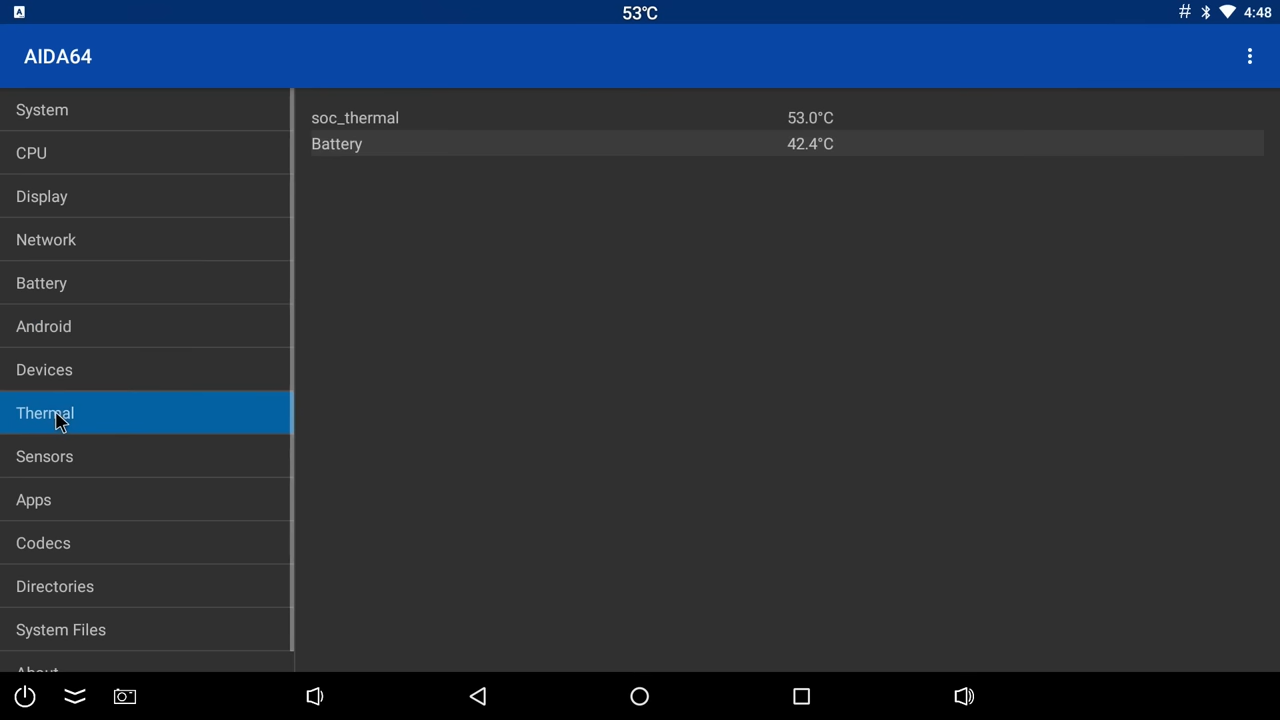 53℃
# 4:48
AIDA64
System
CPU
Display
Network
Battery
Android
Devices
Thermal
Sensors
Apps
Codecs
Directories
System Files
About
soc_thermal 53.0°C
Battery 42.4°C